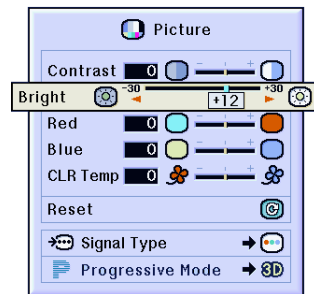 Picture
Contrast 0 - +
Bright -30 +12 +30
Red 0 - +
Blue 0 - +
CLR Temp 0 - +
Reset
Signal Type
Progressive Mode 3D